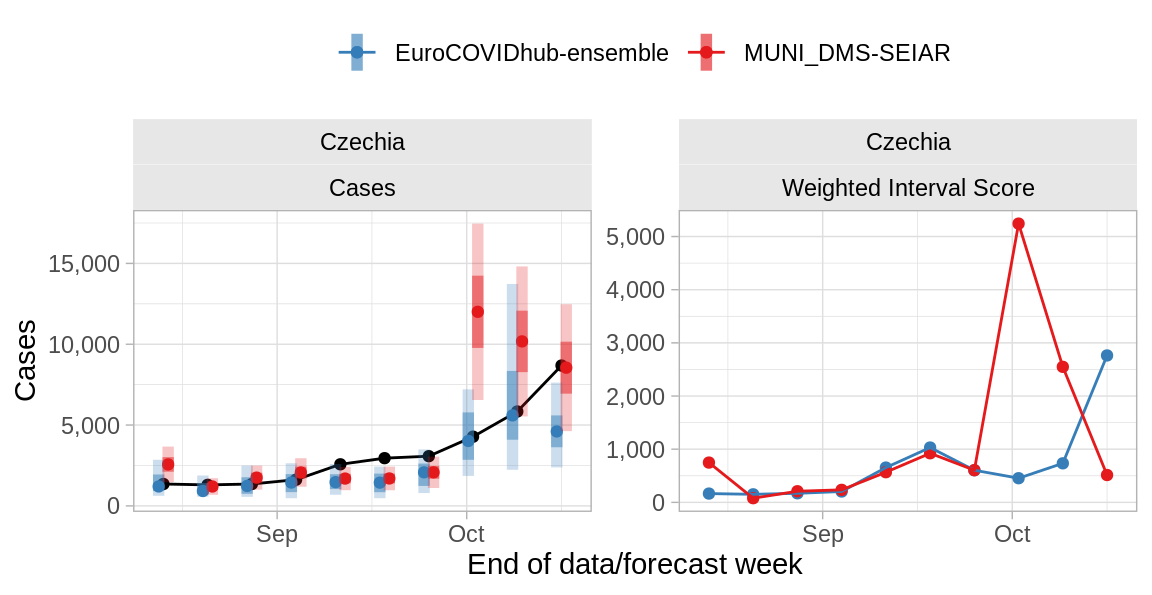 EuroCOVIDhub-ensemble MUNI_DMS-SEIAR
Czechia Czechia
Cases Weighted Interval Score
Cases
15,000
10,000
5,000
0
5,000
4,000
3,000
2,000
1,000
0
Sep Oct Sep Oct
End of data/forecast week